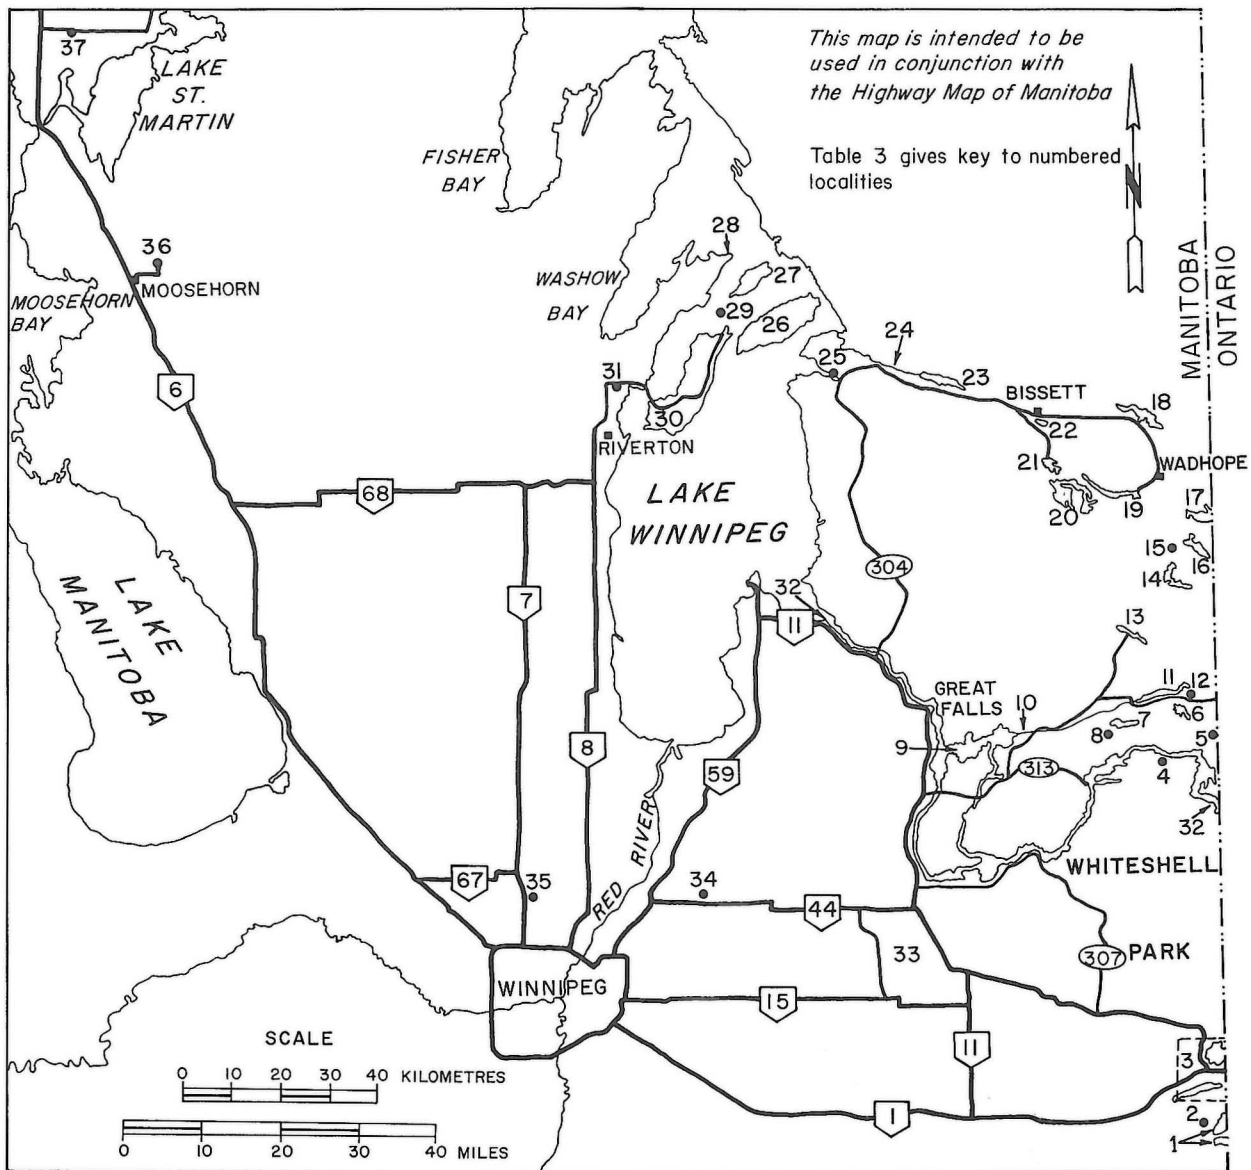 This map is intended to be
used in conjunction with
the Highway Map of Manitoba
Table 3 gives key to numbered
localities
N
37
LAKE
ST.
MARTIN
FISHER
BAY
MANITOBA
ONTARIO
36
MOOSEHORN
MOOSEHORN
BAY
28
27
WASHOW
BAY
29
26
25
24
23
6
31
30
RIVERTON
BISSETT
22
18
21
WADHOPE
20
19
17
68
LAKE
WINNIPEG
15
16
14
304
LAKE
MANITOBA
7
32
11
13
GREAT
FALLS
10
11
12
6
7
8
5
9
8
59
313
4
32
RED RIVER
WHITESHELL
PARK
67
35
34
44
33
307
WINNIPEG
15
11
3
SCALE
0 10 20 30 40 KILOMETRES
0 10 20 30 40 MILES
1
2
1